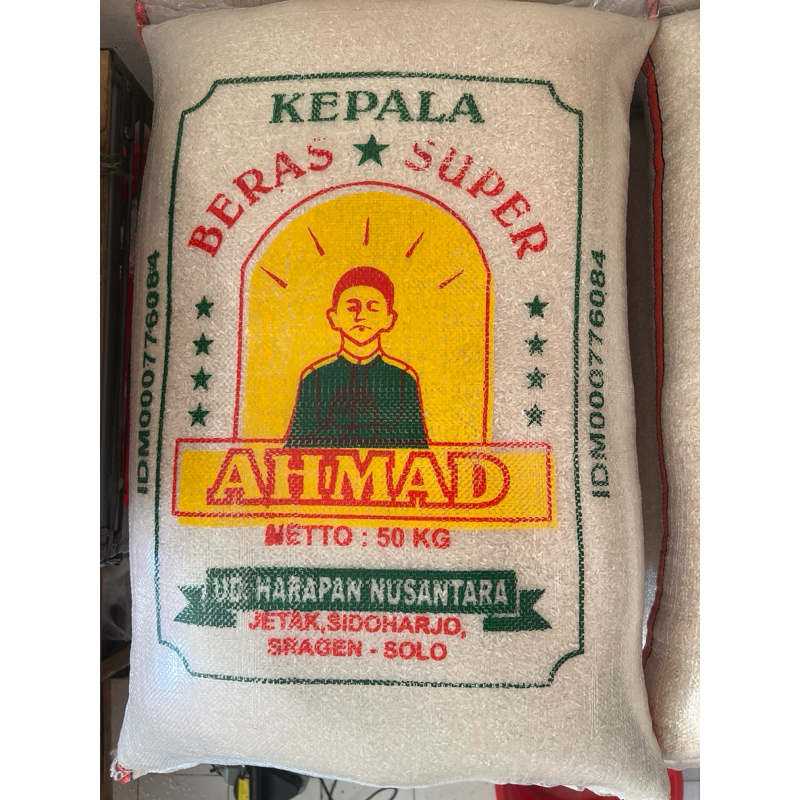 KEPALA
BERAS ★ SUPER
IDM000776084
IDM000776084
AHMAD
NETTO : 50 KG
UD. HARAPAN NUSANTARA
JETAK,SIDOHARJO,
SRAGEN - SOLO